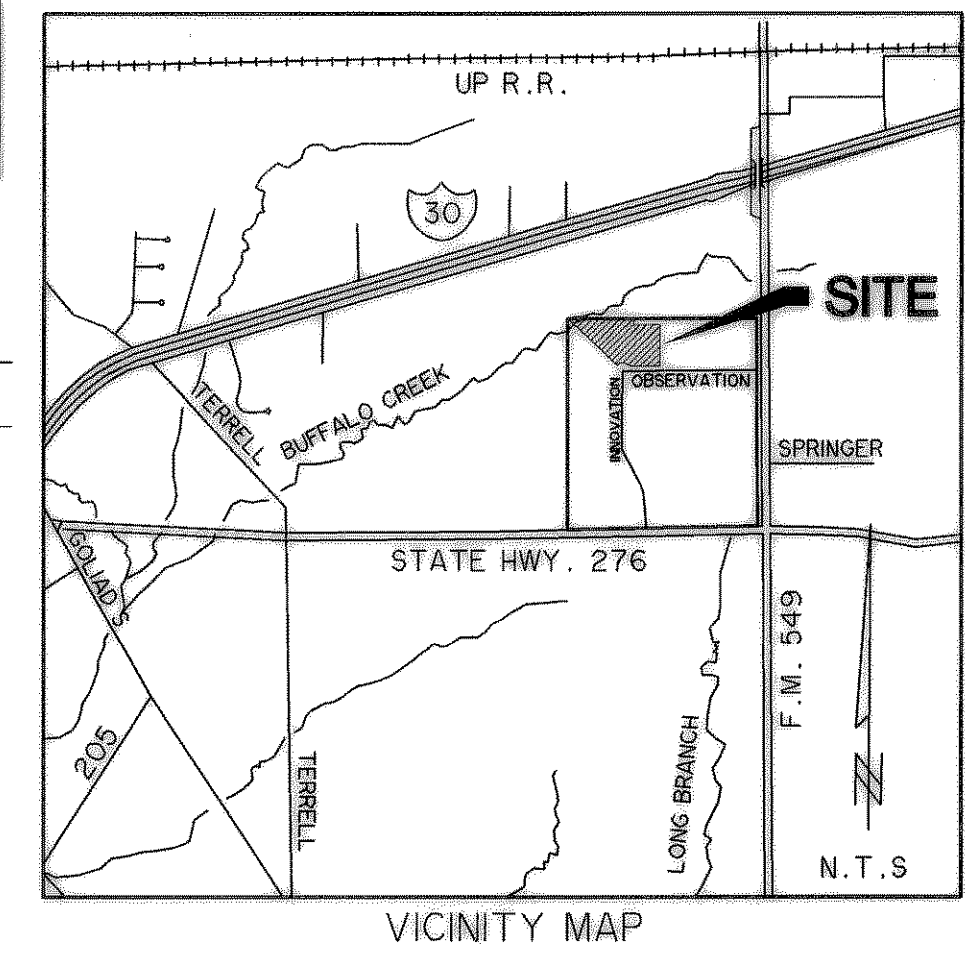 UP R.R.
30
SITE
TERRELL
BUFFALO CREEK
INNOVATION
OBSERVATION
SPRINGER
GOLIAD S
STATE HWY. 276
F.M. 549
205
TERRELL
LONG BRANCH
N
N.T.S
VICINITY MAP